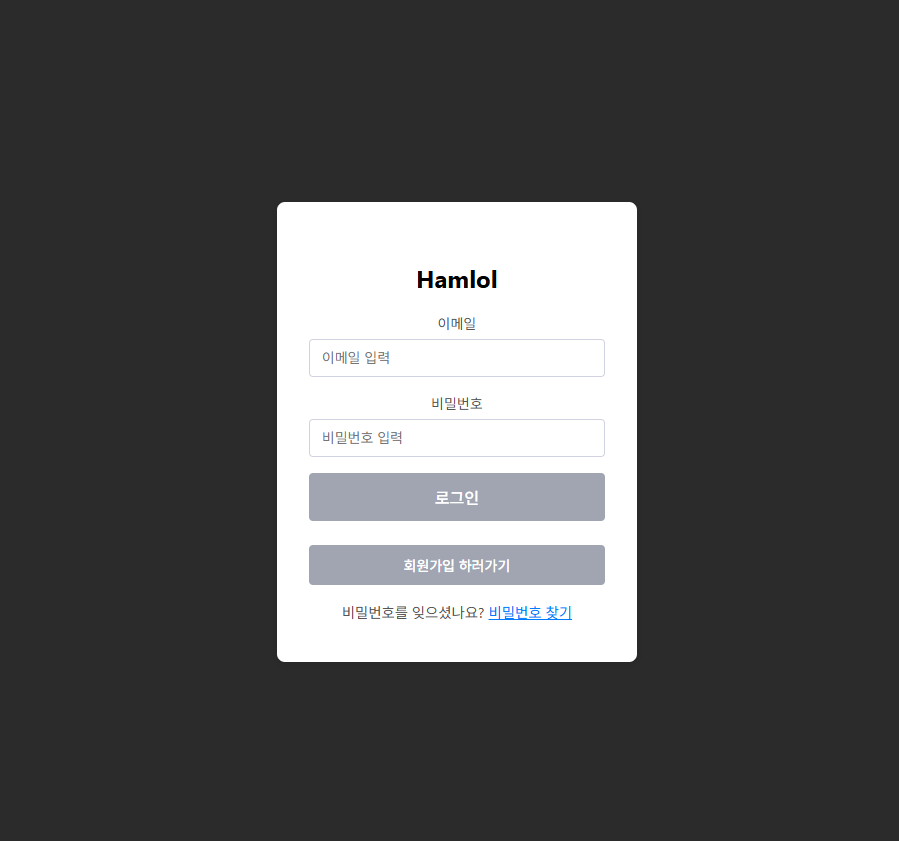 Hamlol
이메일
이메일 입력
비밀번호
비밀번호 입력
로그인
회원가입 하러가기
비밀번호를 잊으셨나요? 비밀번호 찾기